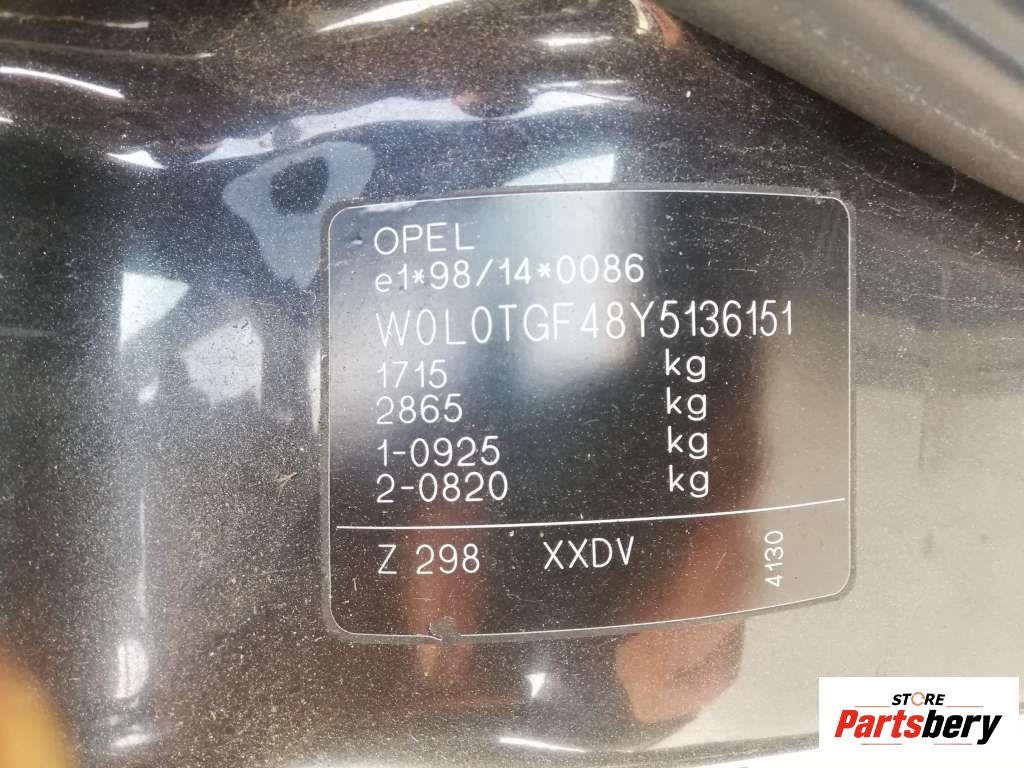 OPEL
e1*98/14*0086
W0L0TGF48Y5136151
1715 kg
2865 kg
1-0925 kg
2-0820 kg
Z 298 XXDV 4130
STORE
Partsbery